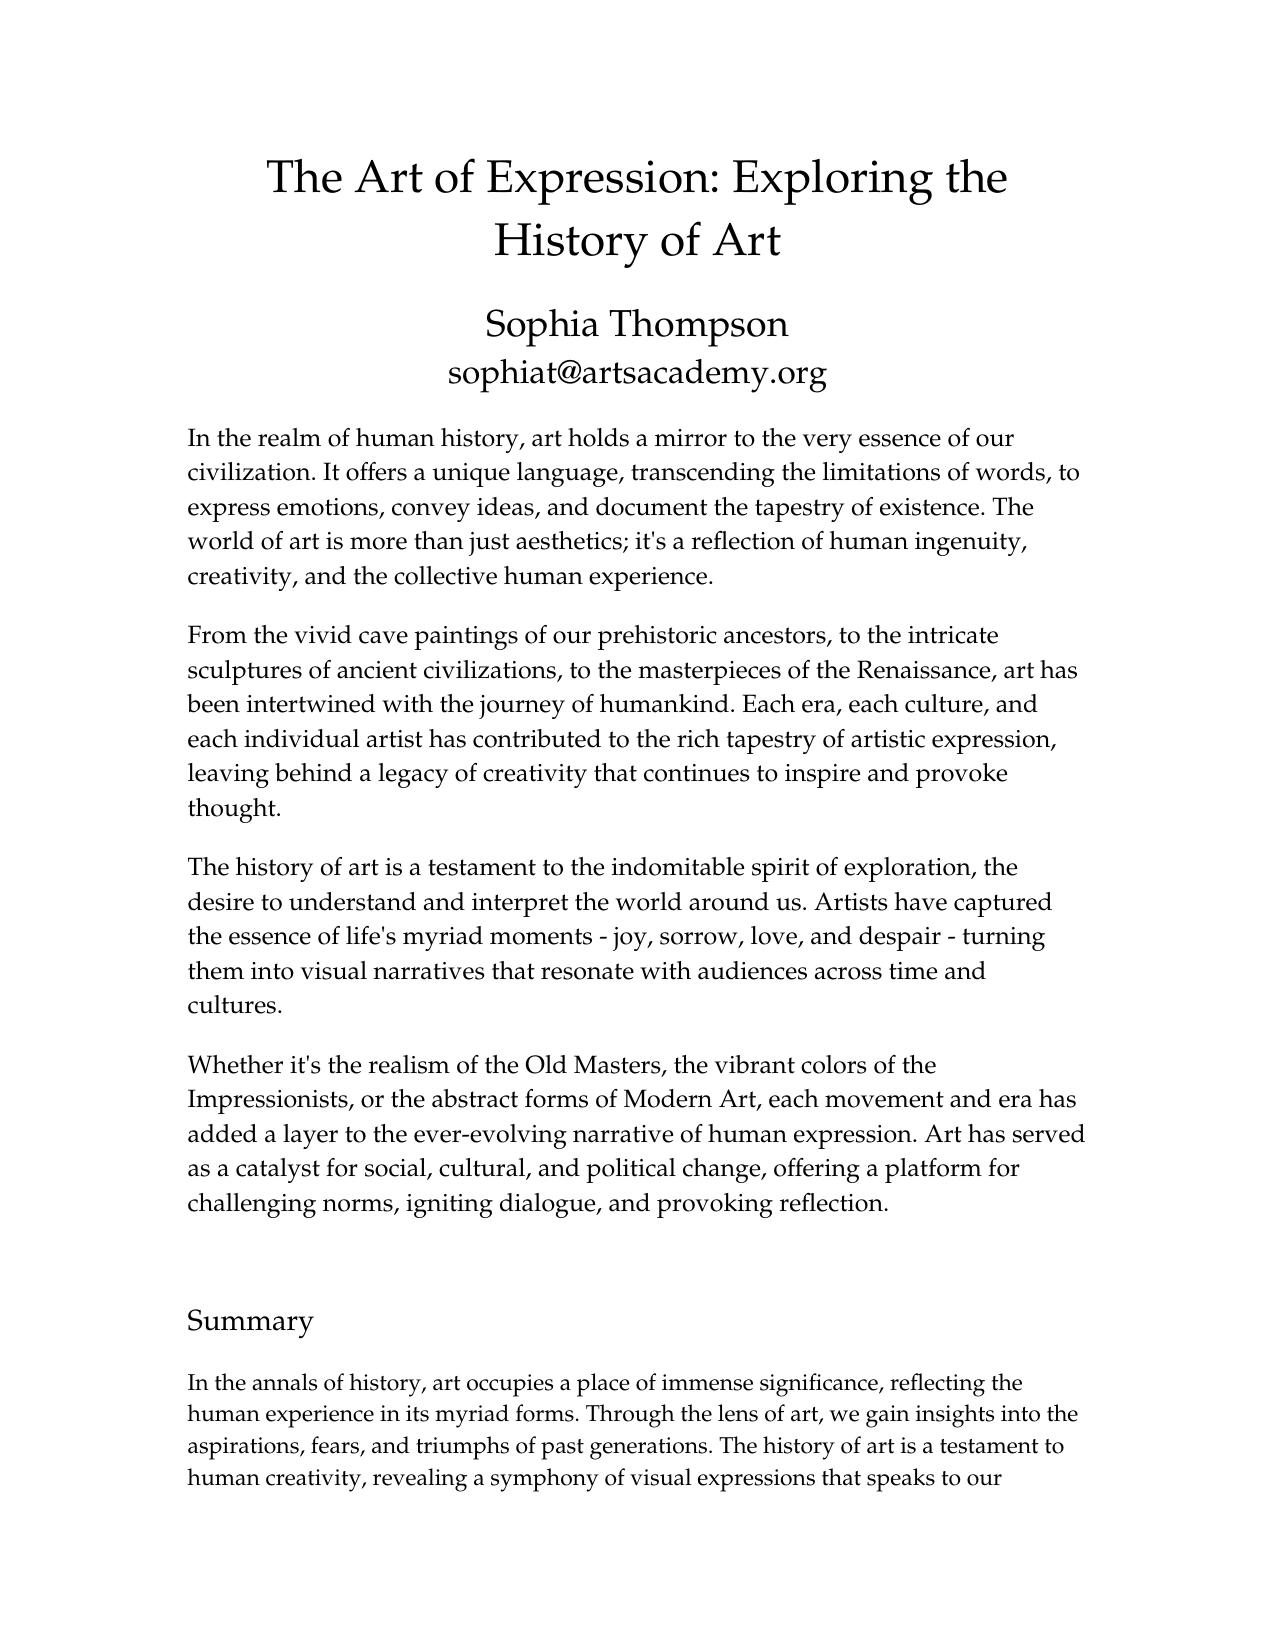 The Art of Expression: Exploring the
History of Art
Sophia Thompson
sophiat@artsacademy.org
In the realm of human history, art holds a mirror to the very essence of our
civilization. It offers a unique language, transcending the limitations of words, to
express emotions, convey ideas, and document the tapestry of existence. The
world of art is more than just aesthetics; it's a reflection of human ingenuity,
creativity, and the collective human experience.
From the vivid cave paintings of our prehistoric ancestors, to the intricate
sculptures of ancient civilizations, to the masterpieces of the Renaissance, art has
been intertwined with the journey of humankind. Each era, each culture, and
each individual artist has contributed to the rich tapestry of artistic expression,
leaving behind a legacy of creativity that continues to inspire and provoke
thought.
The history of art is a testament to the indomitable spirit of exploration, the
desire to understand and interpret the world around us. Artists have captured
the essence of life's myriad moments - joy, sorrow, love, and despair - turning
them into visual narratives that resonate with audiences across time and
cultures.
Whether it's the realism of the Old Masters, the vibrant colors of the
Impressionists, or the abstract forms of Modern Art, each movement and era has
added a layer to the ever-evolving narrative of human expression. Art has served
as a catalyst for social, cultural, and political change, offering a platform for
challenging norms, igniting dialogue, and provoking reflection.
Summary
In the annals of history, art occupies a place of immense significance, reflecting the
human experience in its myriad forms. Through the lens of art, we gain insights into the
aspirations, fears, and triumphs of past generations. The history of art is a testament to
human creativity, revealing a symphony of visual expressions that speaks to our